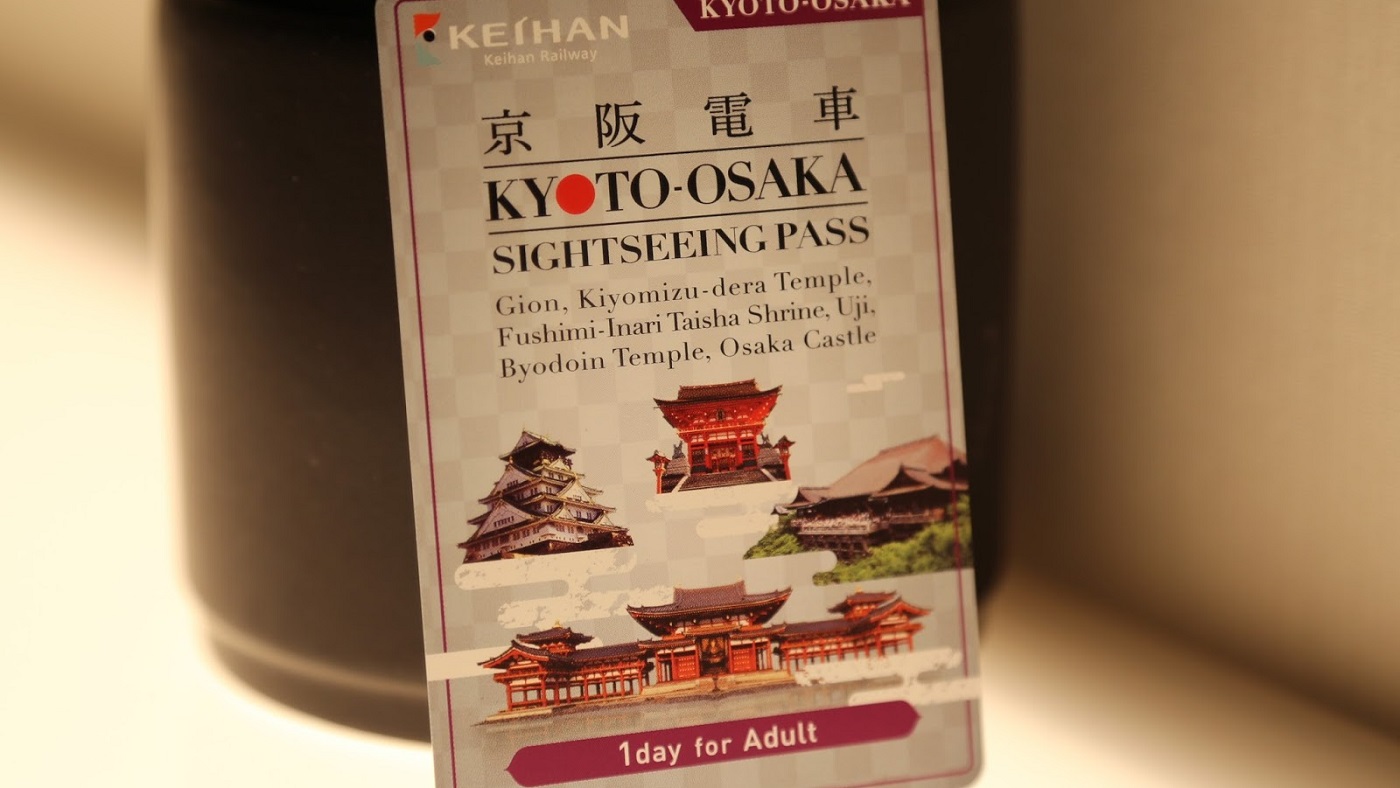 KEIHAN
Keihan Railway
KYOTO-OSAKA
京阪電車
KYOTO-OSAKA
SIGHTSEEING PASS
Gion, Kiyomizu-dera Temple,
Fushimi-Inari Taisha Shrine, Uji,
Byodoin Temple, Osaka Castle
1day for Adult